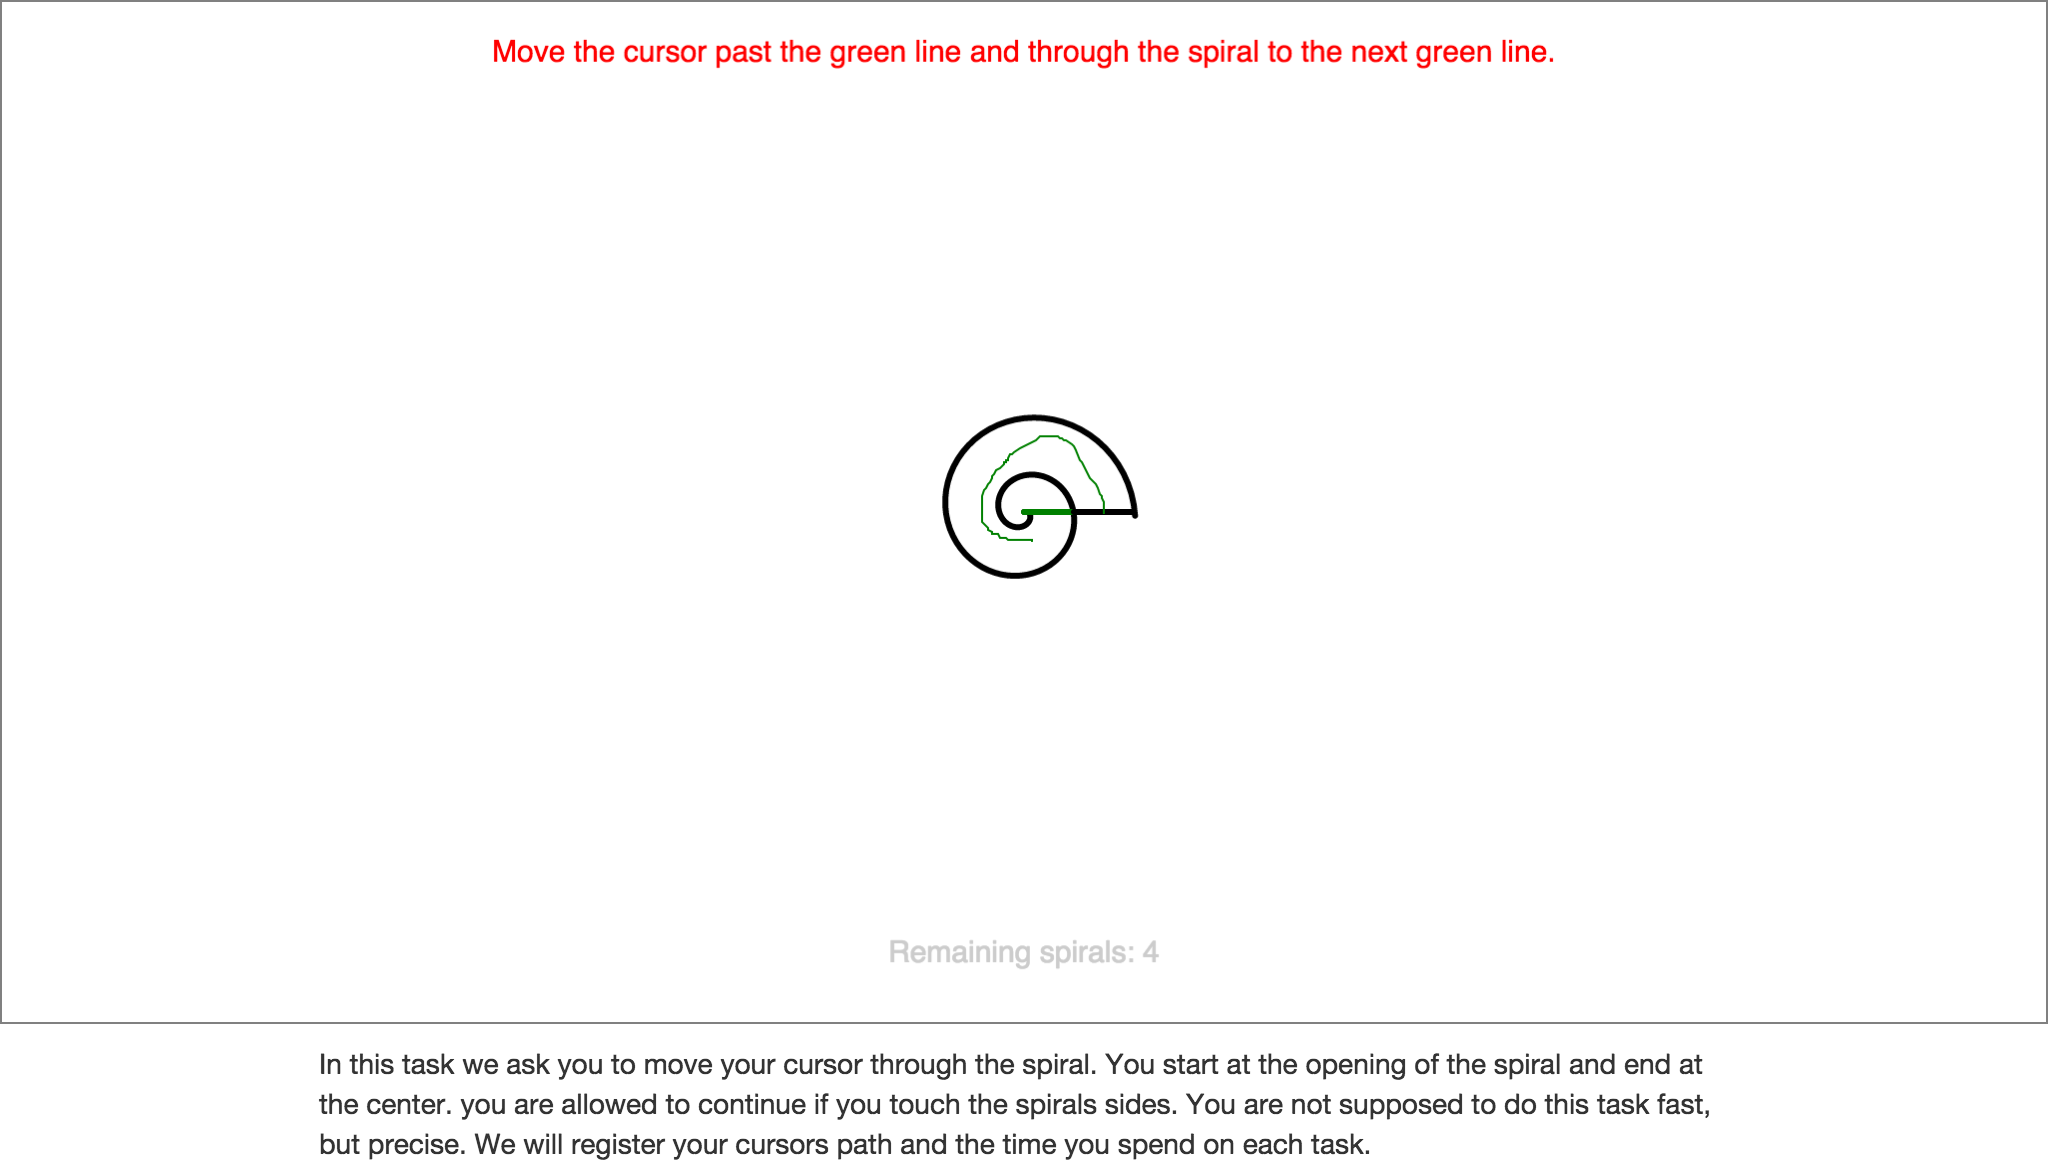 Move the cursor past the green line and through the spiral to the next green line.
Remaining spirals: 4
In this task we ask you to move your cursor through the spiral. You start at the opening of the spiral and end at
the center. you are allowed to continue if you touch the spirals sides. You are not supposed to do this task fast,
but precise. We will register your cursors path and the time you spend on each task.